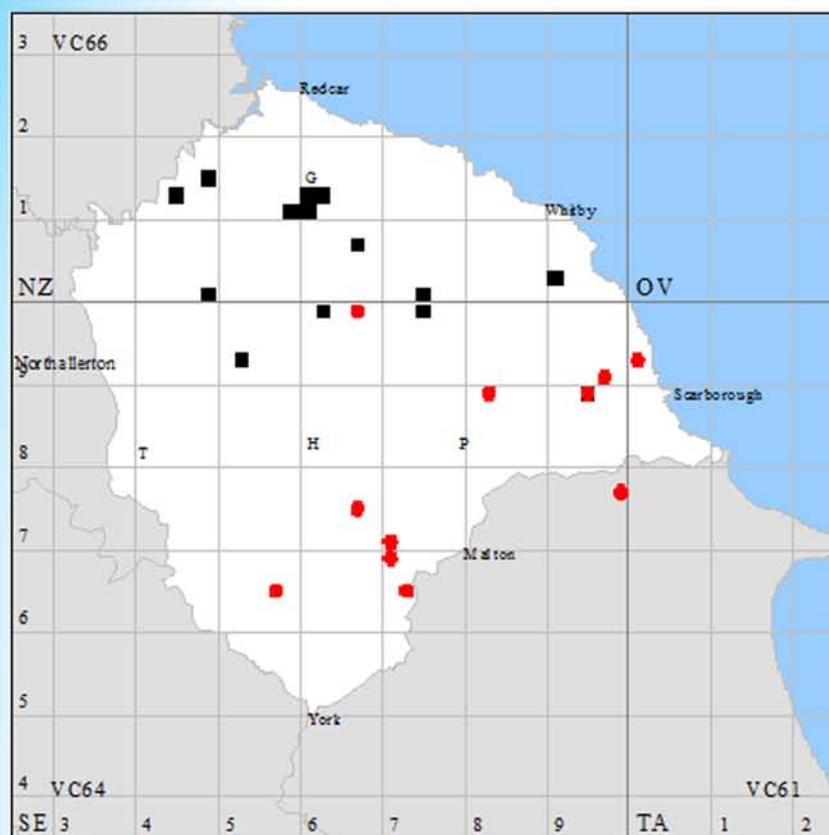 3 VC66
Redcar
2
G
1
Whitby
NZ
OV
Northallerton
9
Scarborough
8
T
H
P
7
Malton
6
5
York
4
VC64
VC61
SE 3 4 5 6 7 8 9 TA 1 2